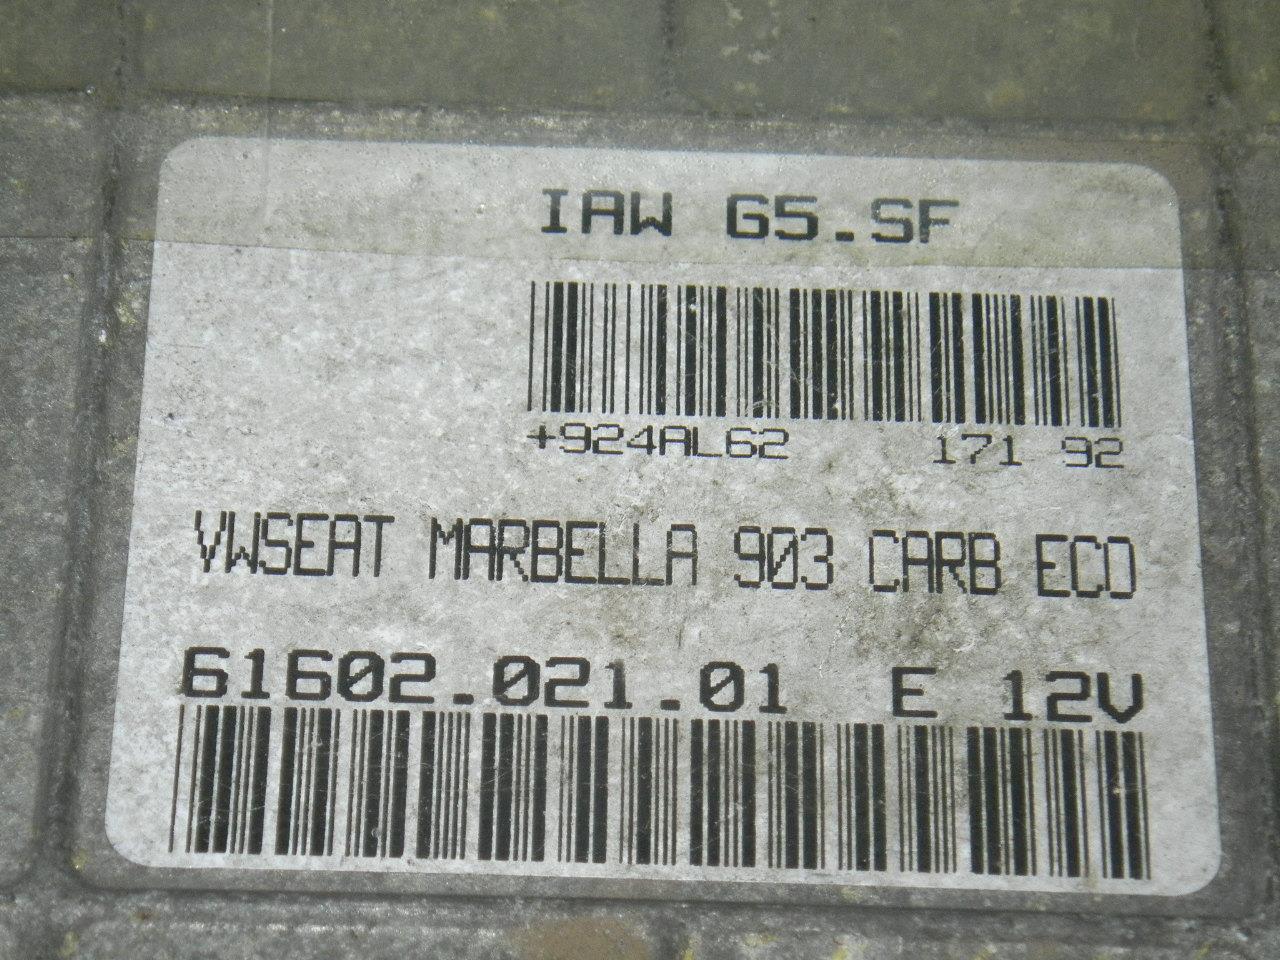 IAW G5.SF
+924AL62 171 92
VWSEAT MARBELLA 903 CARB ECO
61602.021.01 E 12V